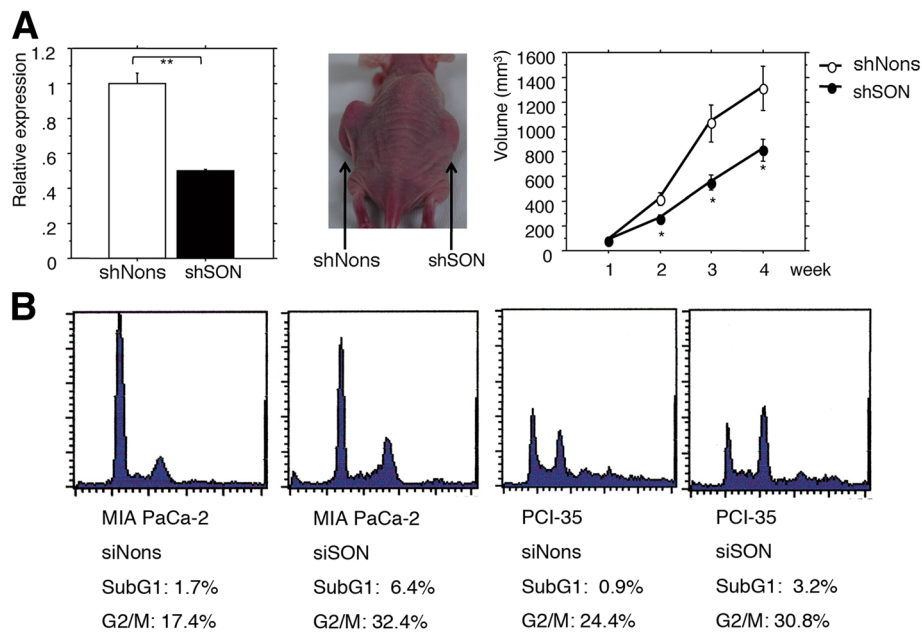 A
Relative expression
1.2
1
.8
.6
.4
.2
0
**
shNons
shSON
shNons
shSON
Volume (mm³)
1600
1400
1200
1000
800
600
400
200
0
*
*
*
1 2 3 4 week
shNons
shSON
B
MIA PaCa-2
siNons
SubG1: 1.7%
G2/M: 17.4%
MIA PaCa-2
siSON
SubG1: 6.4%
G2/M: 32.4%
PCI-35
siNons
SubG1: 0.9%
G2/M: 24.4%
PCI-35
siSON
SubG1: 3.2%
G2/M: 30.8%